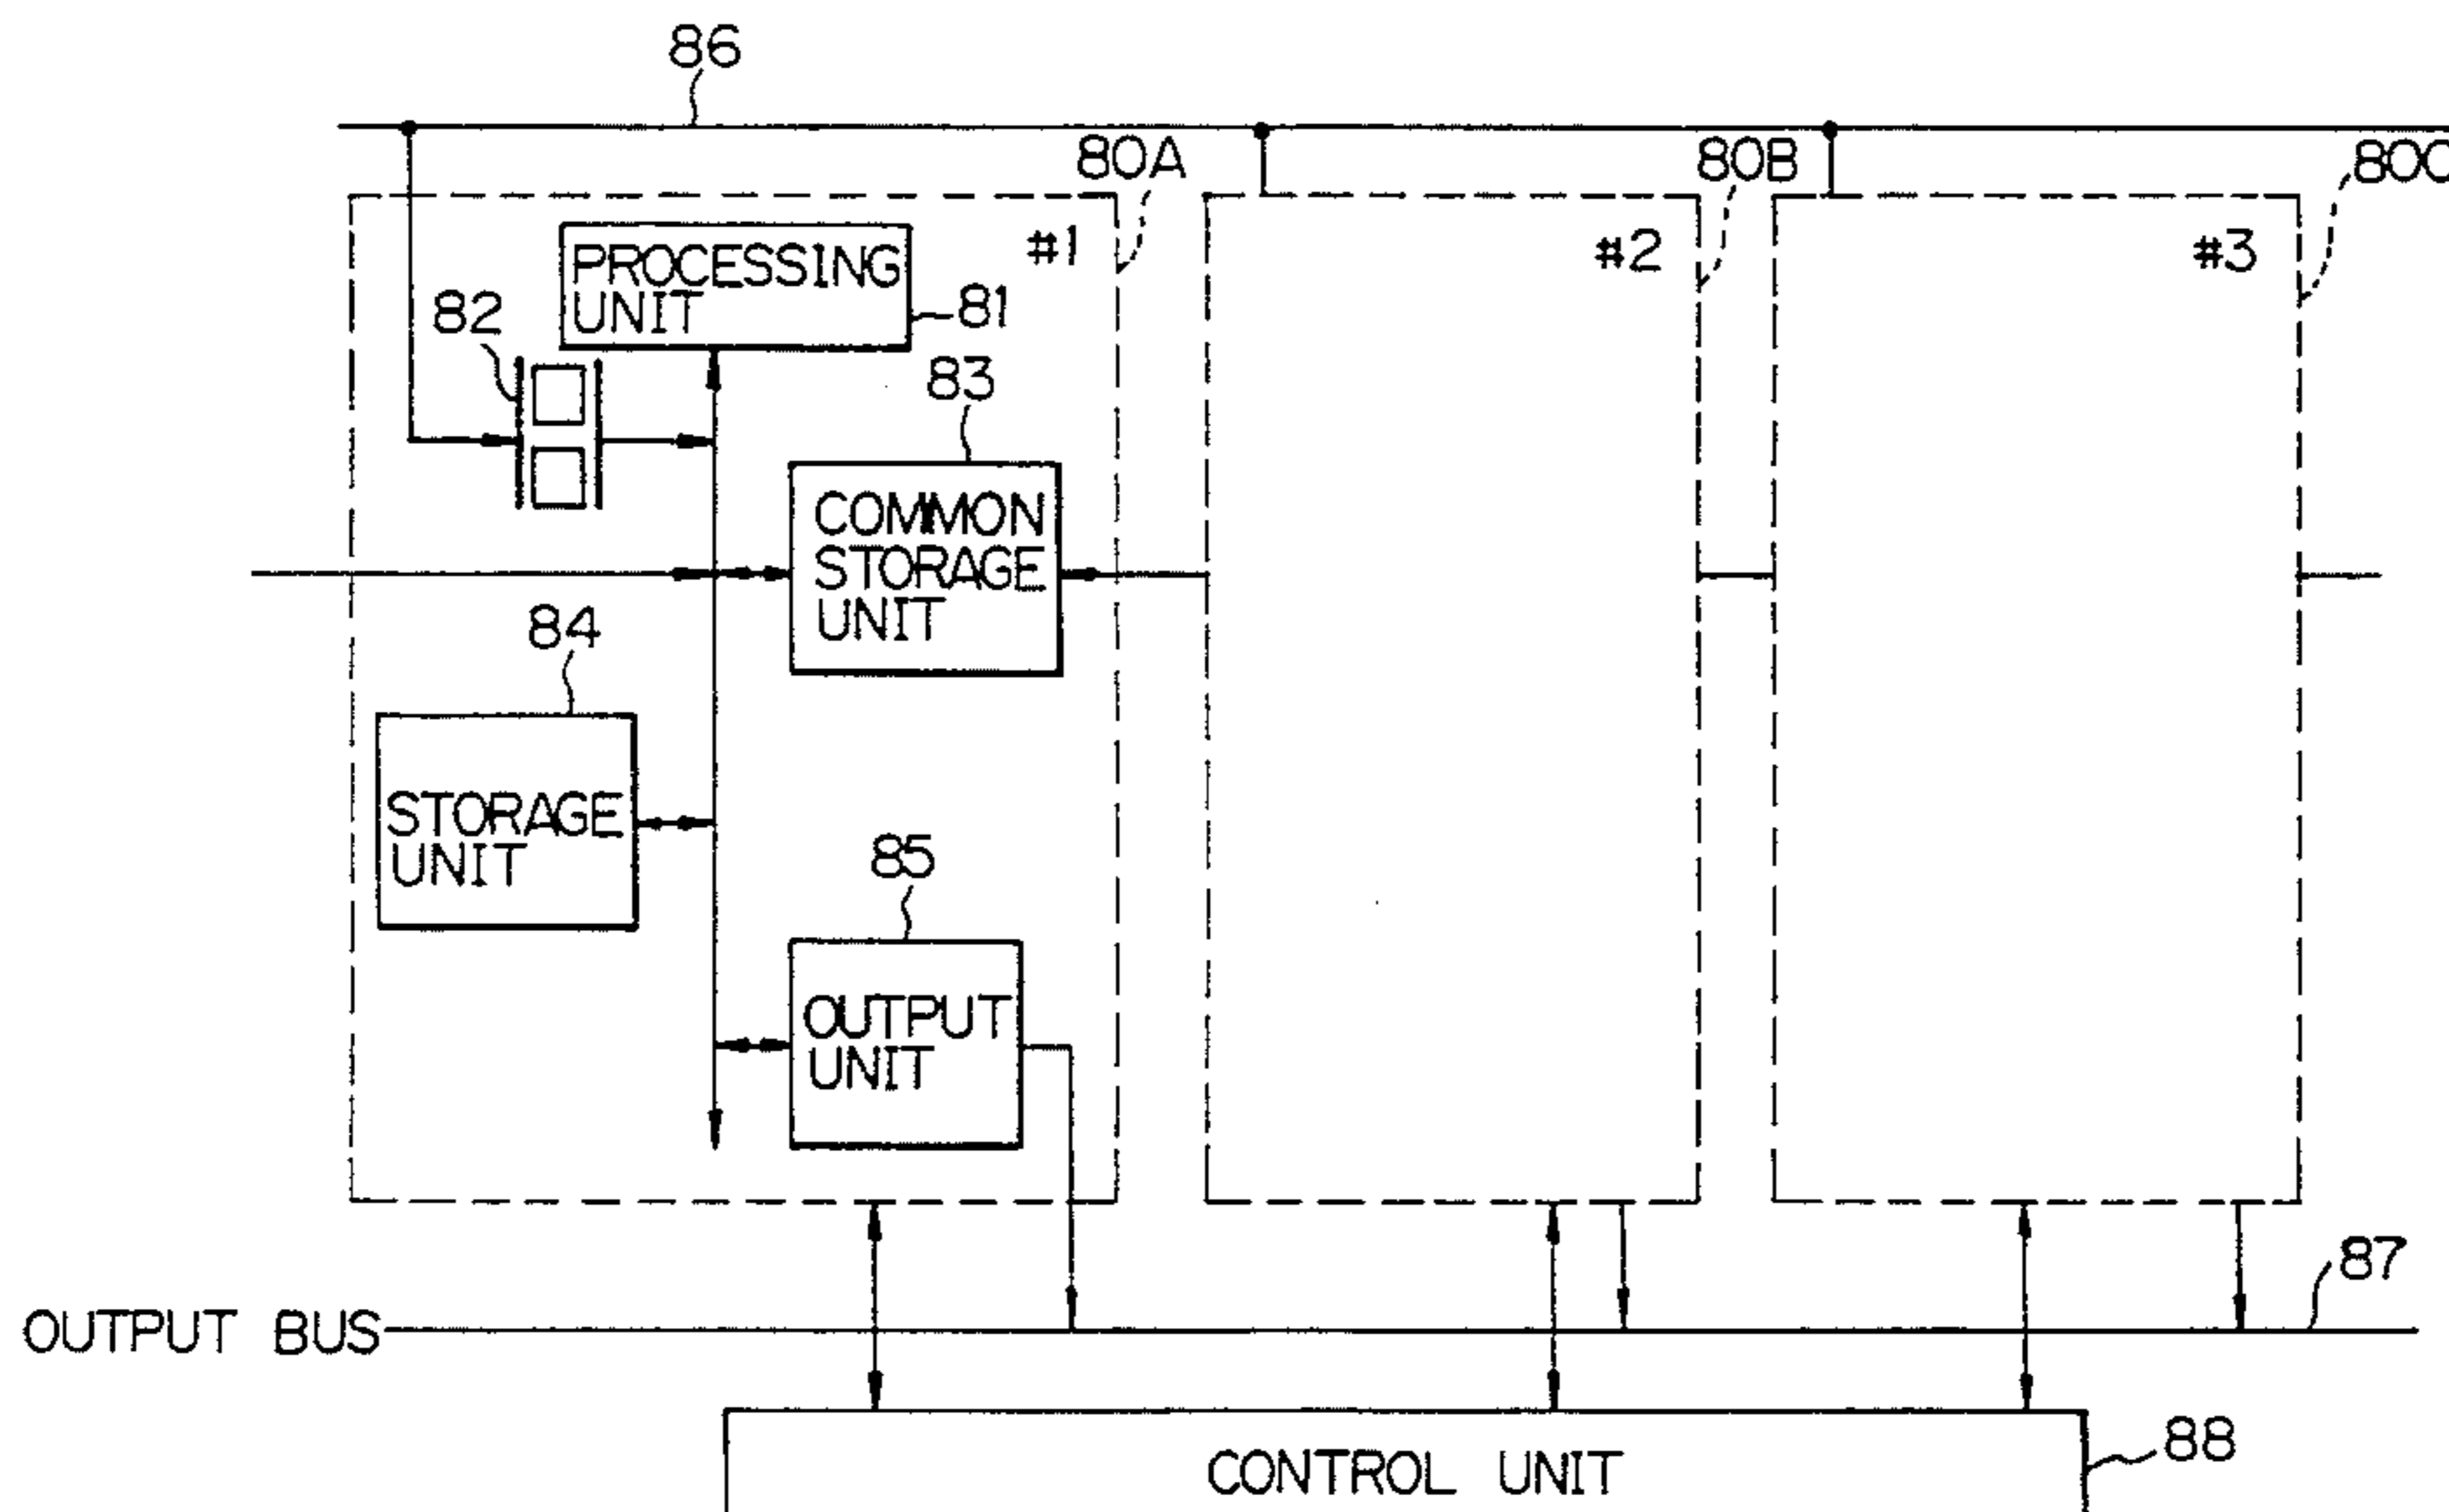 86
80A
80B
80C
#1
#2
#3
PROCESSING
UNIT
81
82
83
COMMON
STORAGE
UNIT
84
STORAGE
UNIT
85
OUTPUT
UNIT
87
OUTPUT BUS
88
CONTROL UNIT